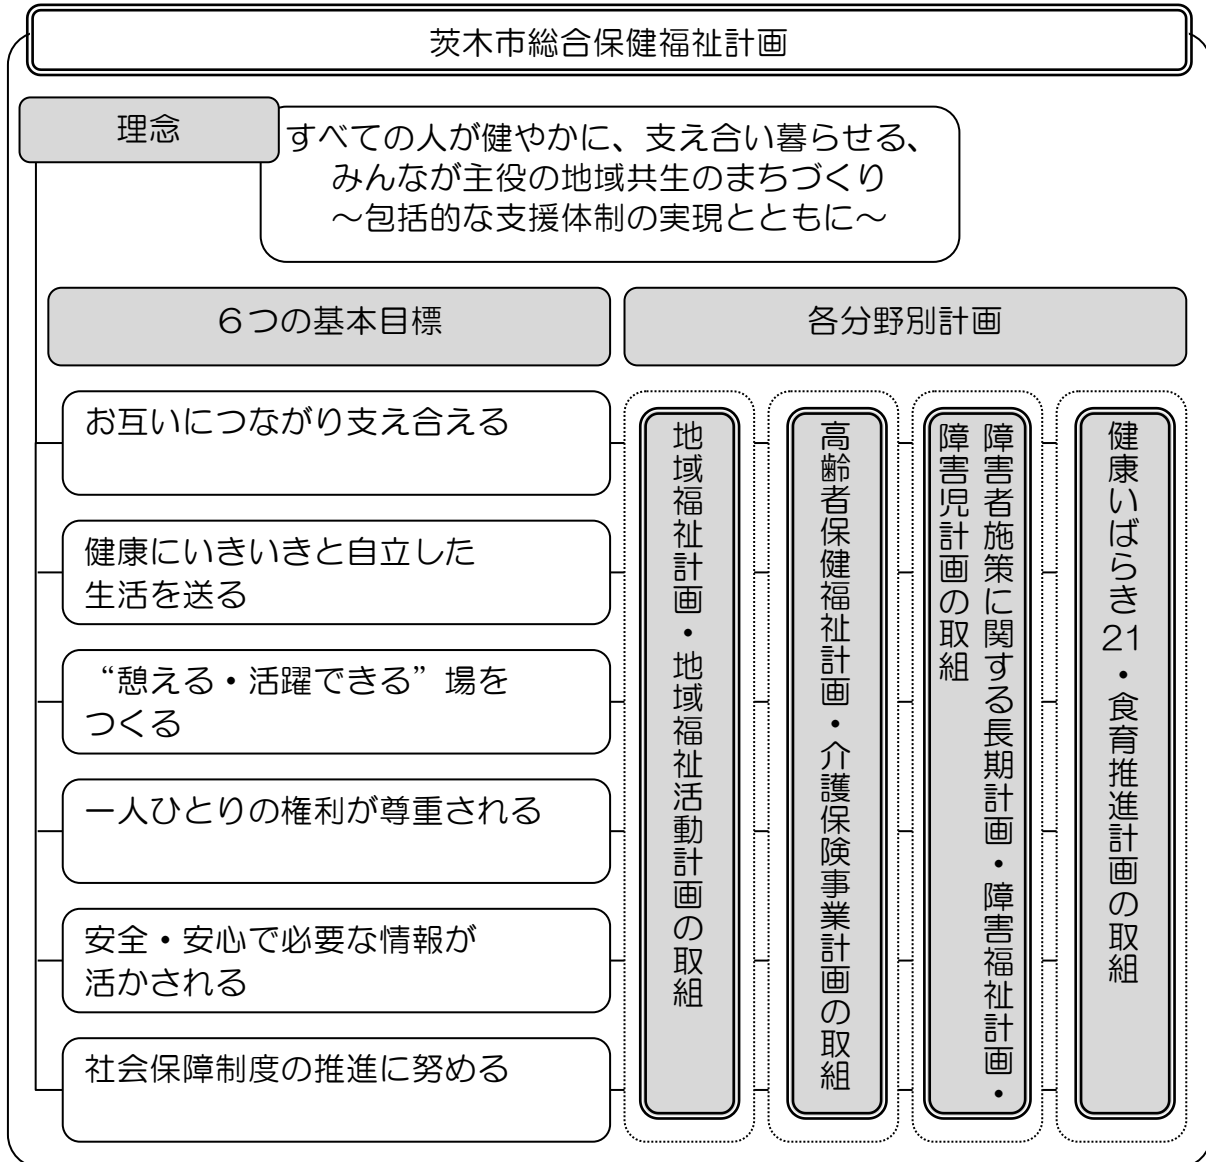 茨木市総合保健福祉計画
理念
すべての人が健やかに、支え合い暮らせる、
みんなが主役の地域共生のまちづくり
～包括的な支援体制の実現とともに～
６つの基本目標
各分野別計画
お互いにつながり支え合える
健康にいきいきと自立した
生活を送る
“憩える・活躍できる”場を
つくる
一人ひとりの権利が尊重される
安全・安心で必要な情報が
活かされる
社会保障制度の推進に努める
地域福祉計画・地域福祉活動計画の取組
高齢者保健福祉計画・介護保険事業計画の取組
障害者施策に関する長期計画・障害福祉計画・
障害児計画の取組
健康いばらき21・食育推進計画の取組